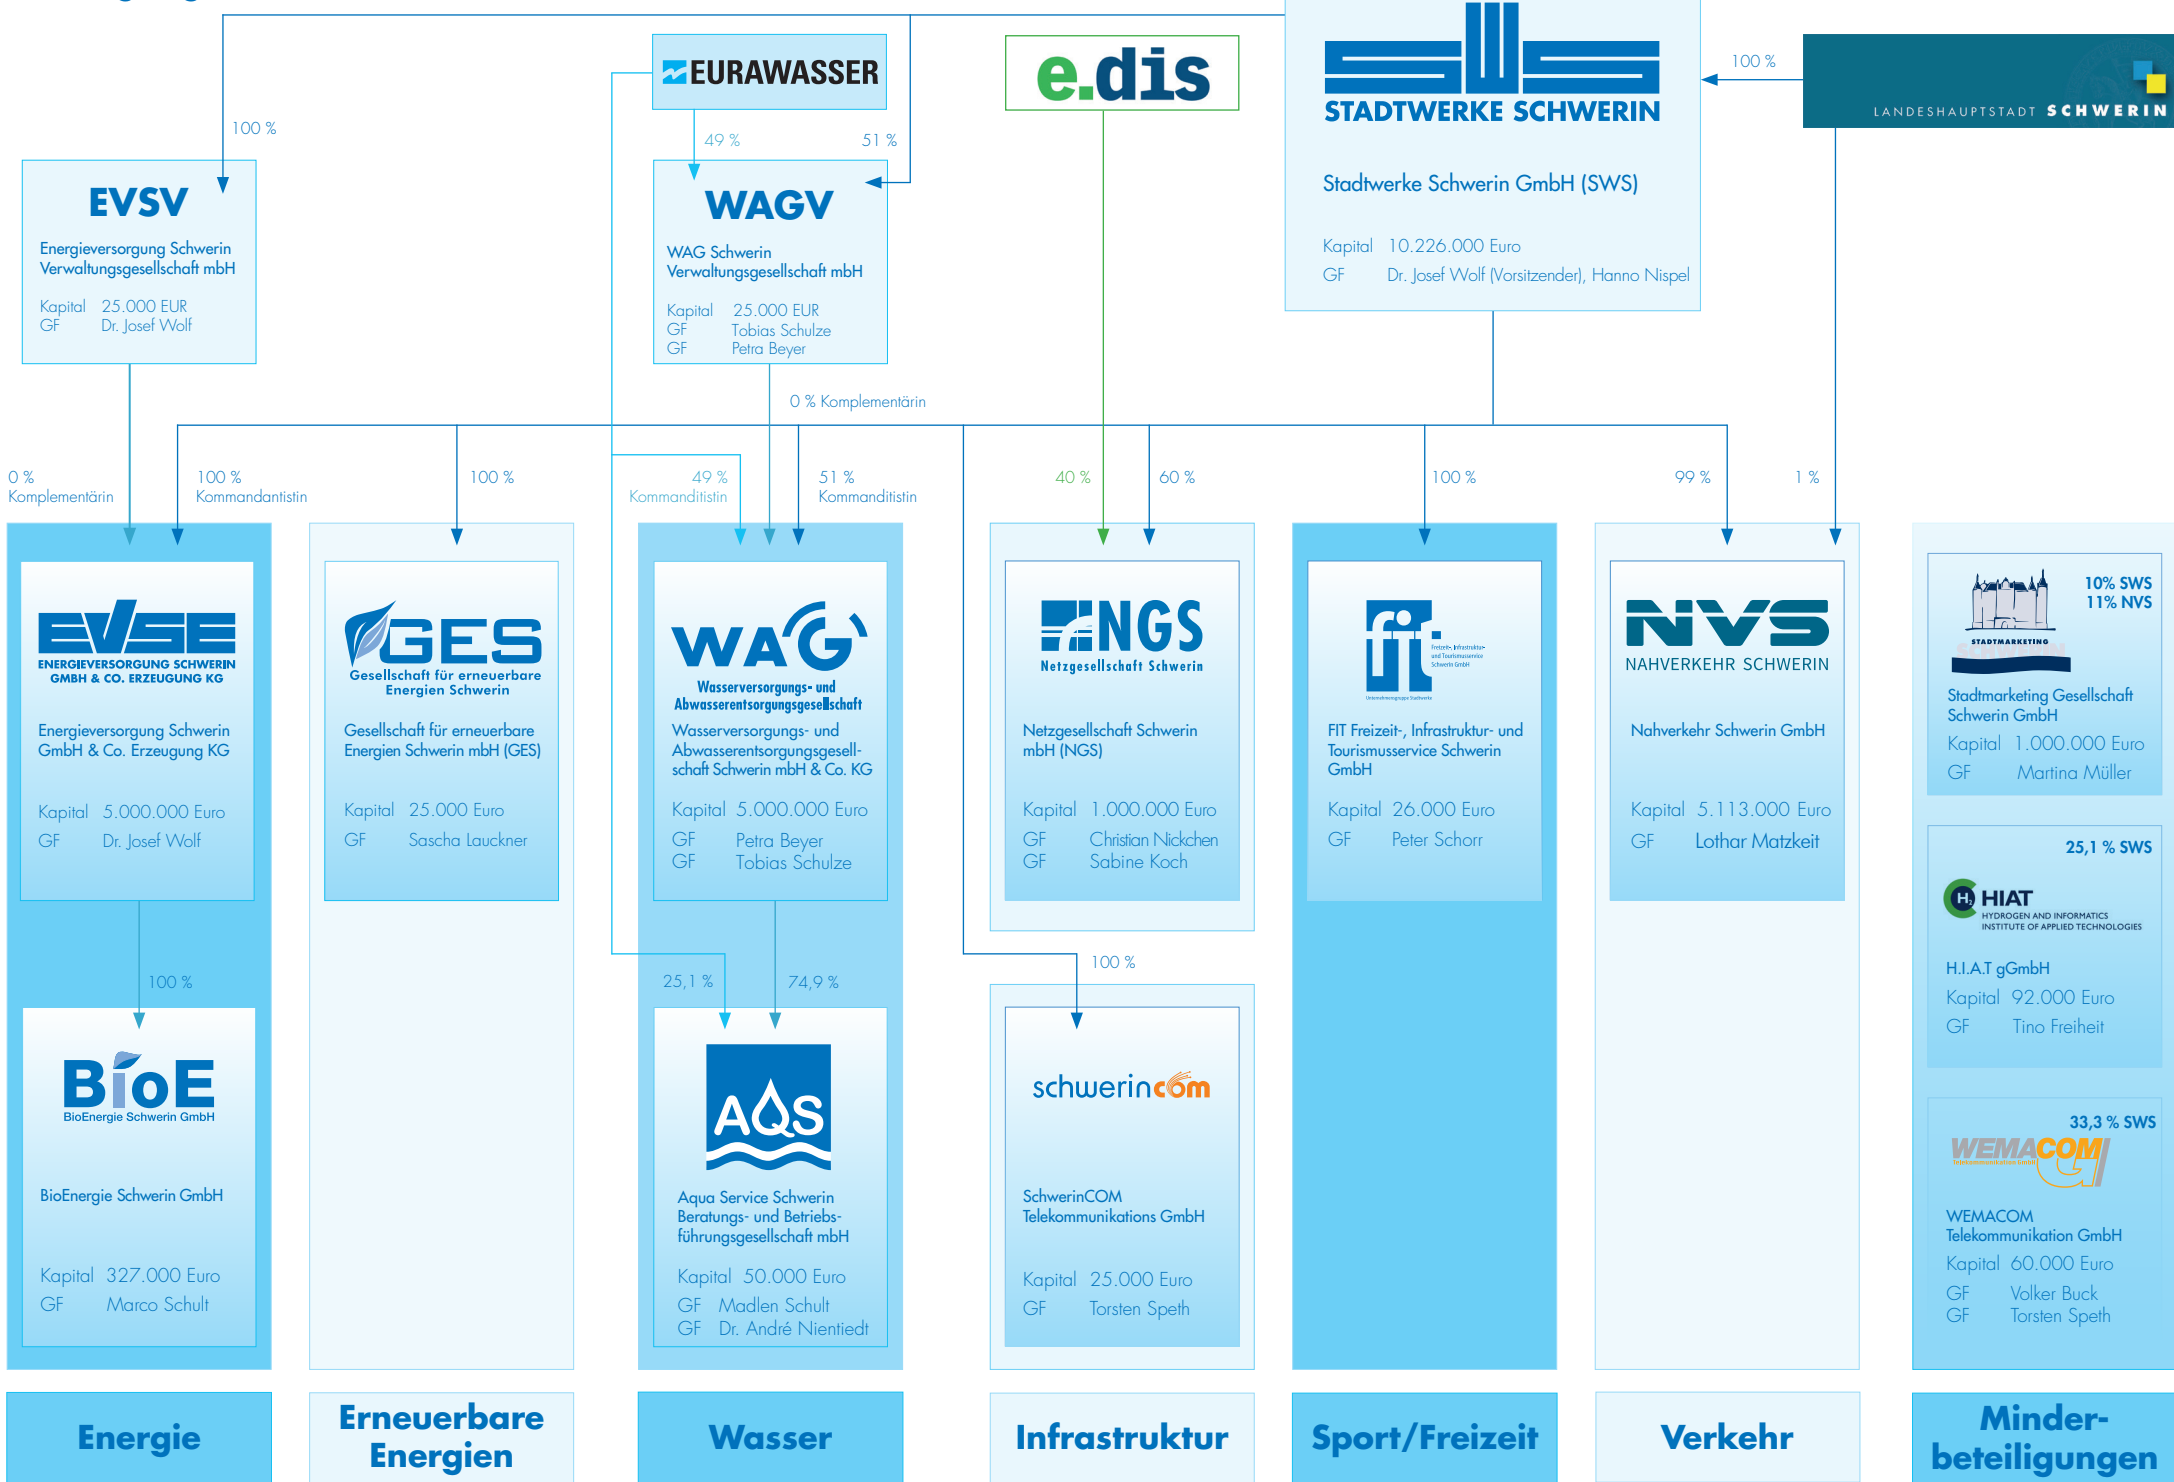 EURAWASSER
e.dis
SWS
STADTWERKE SCHWERIN
Stadtwerke Schwerin GmbH (SWS)
Kapital 10.226.000 Euro
GF Dr. Josef Wolf (Vorsitzender), Hanno Nispel
100 %
LANDESHAUPTSTADT SCHWERIN
100 %
49 %
51 %
EVSV
Energieversorgung Schwerin
Verwaltungsgesellschaft mbH
Kapital 25.000 EUR
GF Dr. Josef Wolf
WAGV
WAG Schwerin
Verwaltungsgesellschaft mbH
Kapital 25.000 EUR
GF Tobias Schulze
GF Petra Beyer
0 % Komplementärin
0 %
Komplementärin
100 %
Kommandantistin
100 %
49 %
Kommanditistin
51 %
Kommanditistin
40 %
60 %
100 %
99 %
1 %
EVSE
ENERGIEVERSORGUNG SCHWERIN
GMBH & CO. ERZEUGUNG KG
Energieversorgung Schwerin
GmbH & Co. Erzeugung KG
Kapital 5.000.000 Euro
GF Dr. Josef Wolf
100 %
BioE
BioEnergie Schwerin GmbH
BioEnergie Schwerin GmbH
Kapital 327.000 Euro
GF Marco Schult
GES
Gesellschaft für erneuerbare
Energien Schwerin
Gesellschaft für erneuerbare
Energien Schwerin mbH (GES)
Kapital 25.000 Euro
GF Sascha Lauckner
WAG
Wasserversorgungs- und
Abwasserentsorgungsgesellschaft
Wasserversorgungs- und
Abwasserentsorgungsgesell-
schaft Schwerin mbH & Co. KG
Kapital 5.000.000 Euro
GF Petra Beyer
GF Tobias Schulze
25,1 %
74,9 %
AQS
Aqua Service Schwerin
Beratungs- und Betriebs-
führungsgesellschaft mbH
Kapital 50.000 Euro
GF Madlen Schult
GF Dr. André Nientiedt
NGS
Netzgesellschaft Schwerin
Netzgesellschaft Schwerin
mbH (NGS)
Kapital 1.000.000 Euro
GF Christian Nickchen
GF Sabine Koch
100 %
schwerincom
SchwerinCOM
Telekommunikations GmbH
Kapital 25.000 Euro
GF Torsten Speth
fit
Freizeit-, Infrastruktur-
und Tourismusservice
Schwerin GmbH
Unternehmensgruppe Stadtwerke
FIT Freizeit-, Infrastruktur- und
Tourismusservice Schwerin
GmbH
Kapital 26.000 Euro
GF Peter Schorr
NVS
NAHVERKEHR SCHWERIN
Nahverkehr Schwerin GmbH
Kapital 5.113.000 Euro
GF Lothar Matzkeit
10% SWS
11% NVS
STADTMARKETING
SCHWERIN
Stadtmarketing Gesellschaft
Schwerin GmbH
Kapital 1.000.000 Euro
GF Martina Müller
25,1 % SWS
H2 HIAT
HYDROGEN AND INFORMATICS
INSTITUTE OF APPLIED TECHNOLOGIES
H.I.A.T gGmbH
Kapital 92.000 Euro
GF Tino Freiheit
33,3 % SWS
WEMACOM
Telekommunikation GmbH
WEMACOM
Telekommunikation GmbH
Kapital 60.000 Euro
GF Volker Buck
GF Torsten Speth
Energie
Erneuerbare
Energien
Wasser
Infrastruktur
Sport/Freizeit
Verkehr
Minder-
beteiligungen